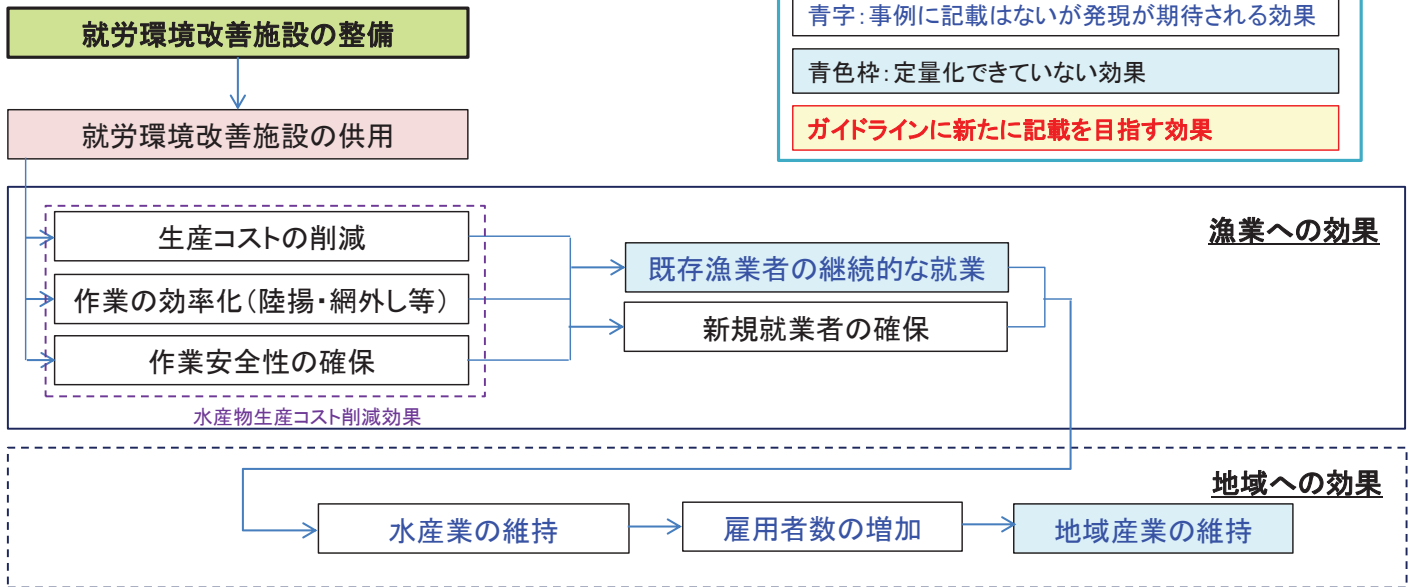 就労環境改善施設の整備
就労環境改善施設の供用
青字：事例に記載はないが発現が期待される効果
青色枠：定量化できていない効果
ガイドラインに新たに記載を目指す効果
漁業への効果
生産コストの削減
作業の効率化（陸揚・網外し等）
作業安全性の確保
水産物生産コスト削減効果
既存漁業者の継続的な就業
新規就業者の確保
地域への効果
水産業の維持
雇用者数の増加
地域産業の維持